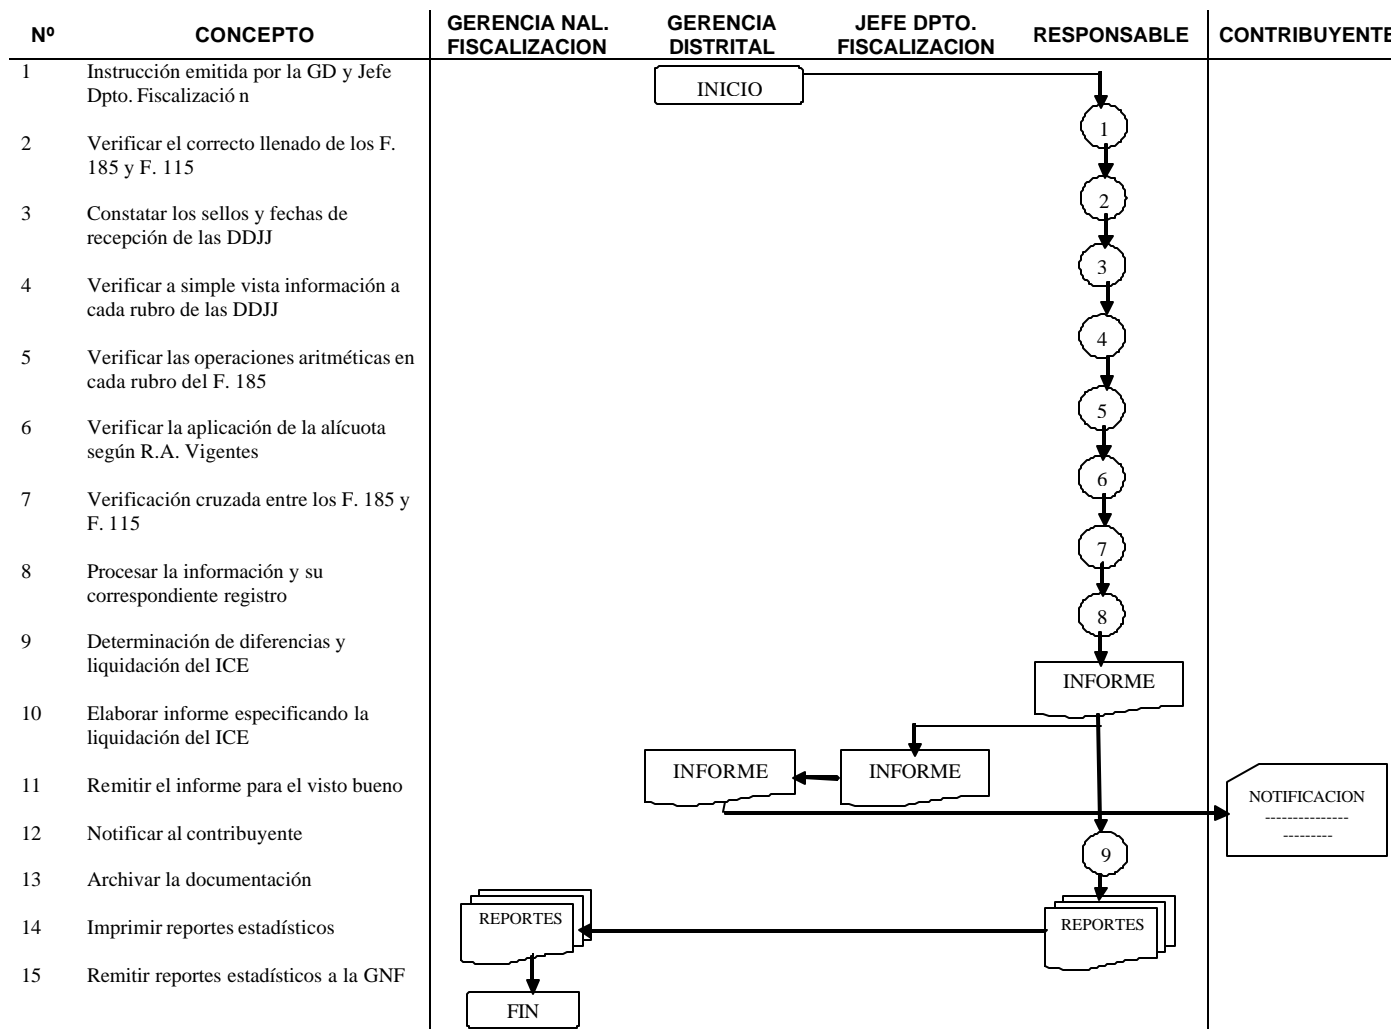 Nº CONCEPTO GERENCIA NAL. FISCALIZACION GERENCIA DISTRITAL JEFE DPTO. FISCALIZACION RESPONSABLE CONTRIBUYENTE
1 Instrucción emitida por la GD y Jefe
Dpto. Fiscalizació n
INICIO
1
2 Verificar el correcto llenado de los F.
185 y F. 115
2
3 Constatar los sellos y fechas de
recepción de las DDJJ
3
4 Verificar a simple vista información a
cada rubro de las DDJJ
4
5 Verificar las operaciones aritméticas en
cada rubro del F. 185
5
6 Verificar la aplicación de la alícuota
según R.A. Vigentes
6
7 Verificación cruzada entre los F. 185 y
F. 115
7
8 Procesar la información y su
correspondiente registro
8
9 Determinación de diferencias y
liquidación del ICE
INFORME
10 Elaborar informe especificando la
liquidación del ICE
INFORME INFORME
11 Remitir el informe para el visto bueno
NOTIFICACION
---------------
---------
12 Notificar al contribuyente
9
13 Archivar la documentación
14 Imprimir reportes estadísticos
REPORTES REPORTES
15 Remitir reportes estadísticos a la GNF
FIN